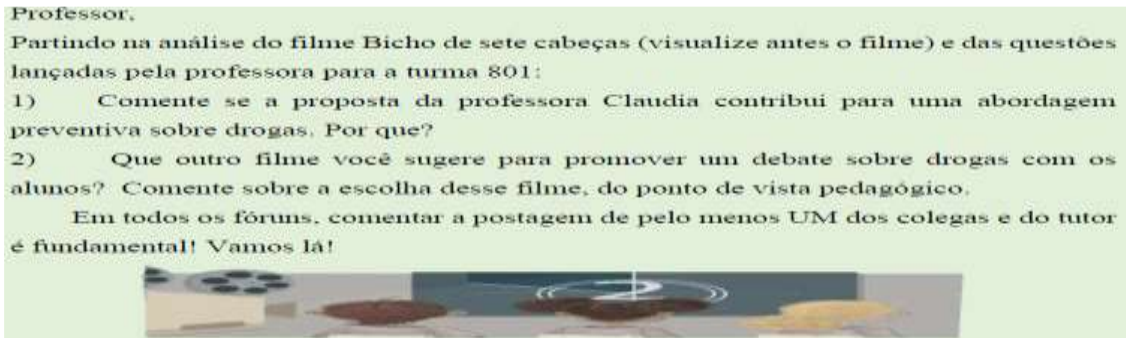 Professor,
Partindo na análise do filme Bicho de sete cabeças (visualize antes o filme) e das questões
lançadas pela professora para a turma 801:
1) Comente se a proposta da professora Claudia contribui para uma abordagem
preventiva sobre drogas. Por que?
2) Que outro filme você sugere para promover um debate sobre drogas com os
alunos? Comente sobre a escolha desse filme, do ponto de vista pedagógico.
Em todos os fóruns, comentar a postagem de pelo menos UM dos colegas e do tutor
é fundamental! Vamos lá!
2